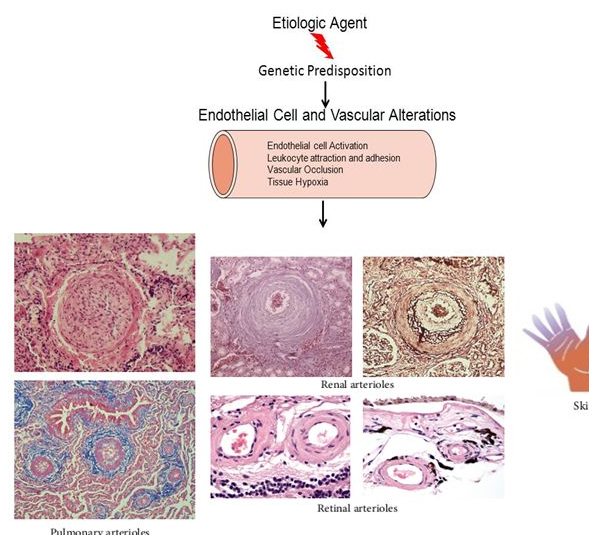 Etiologic Agent
Genetic Predisposition
Endothelial Cell and Vascular Alterations
Endothelial cell Activation
Leukocyte attraction and adhesion
Vascular Occlusion
Tissue Hypoxia
Renal arterioles
Ski
Retinal arterioles
Pulmonary arterioles